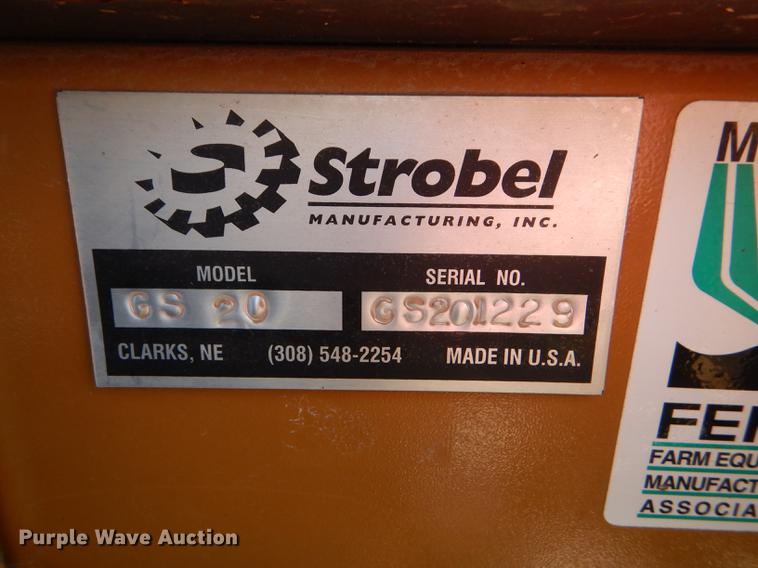 Strobel
MANUFACTURING, INC.
MODEL
SERIAL NO.
GS 20
GS201229
CLARKS, NE (308) 548-2254 MADE IN U.S.A.
M
FE
FARM EQU
MANUFACT
ASSOCIA
Purple Wave Auction